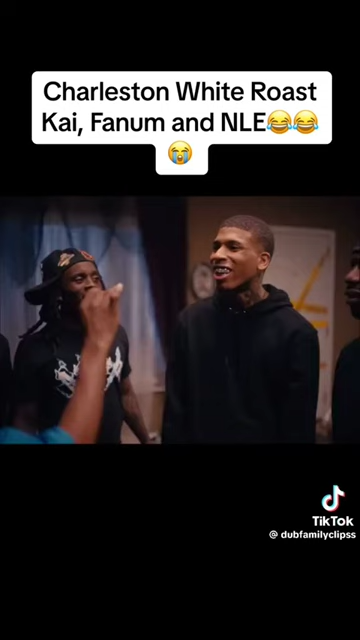 Charleston White Roast
Kai, Fanum and NLE😂😂
😭
TikTok
@ dubfamilyclipss